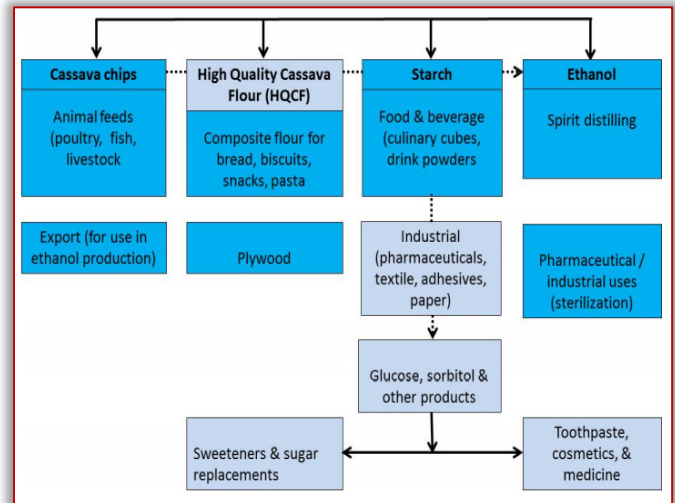 Cassava chips
Animal feeds
(poultry, fish,
livestock
Export (for use in
ethanol production)
High Quality Cassava
Flour (HQCF)
Composite flour for
bread, biscuits,
snacks, pasta
Plywood
Starch
Food & beverage
(culinary cubes,
drink powders
Industrial
(pharmaceuticals,
textile, adhesives,
paper)
Glucose, sorbitol &
other products
Ethanol
Spirit distilling
Pharmaceutical /
industrial uses
(sterilization)
Sweeteners & sugar
replacements
Toothpaste,
cosmetics, &
medicine